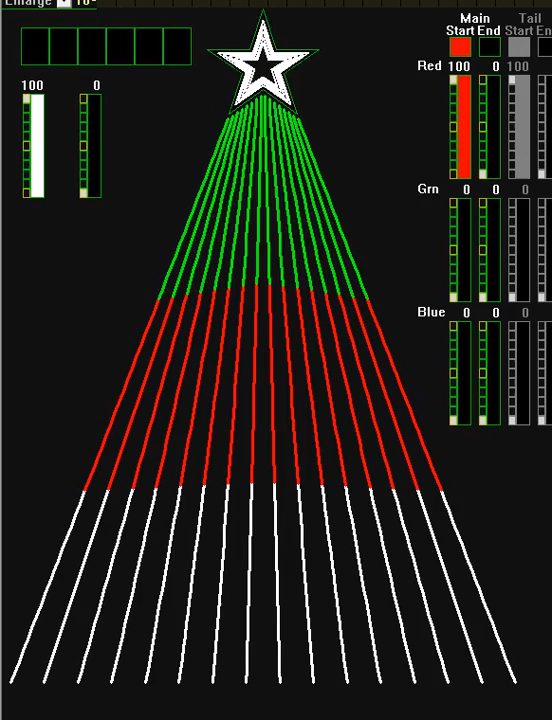 Enlarge
Main Tail
Start End Start
Red 100 0 100
100 0
Grn 0 0 0
Blue 0 0 0